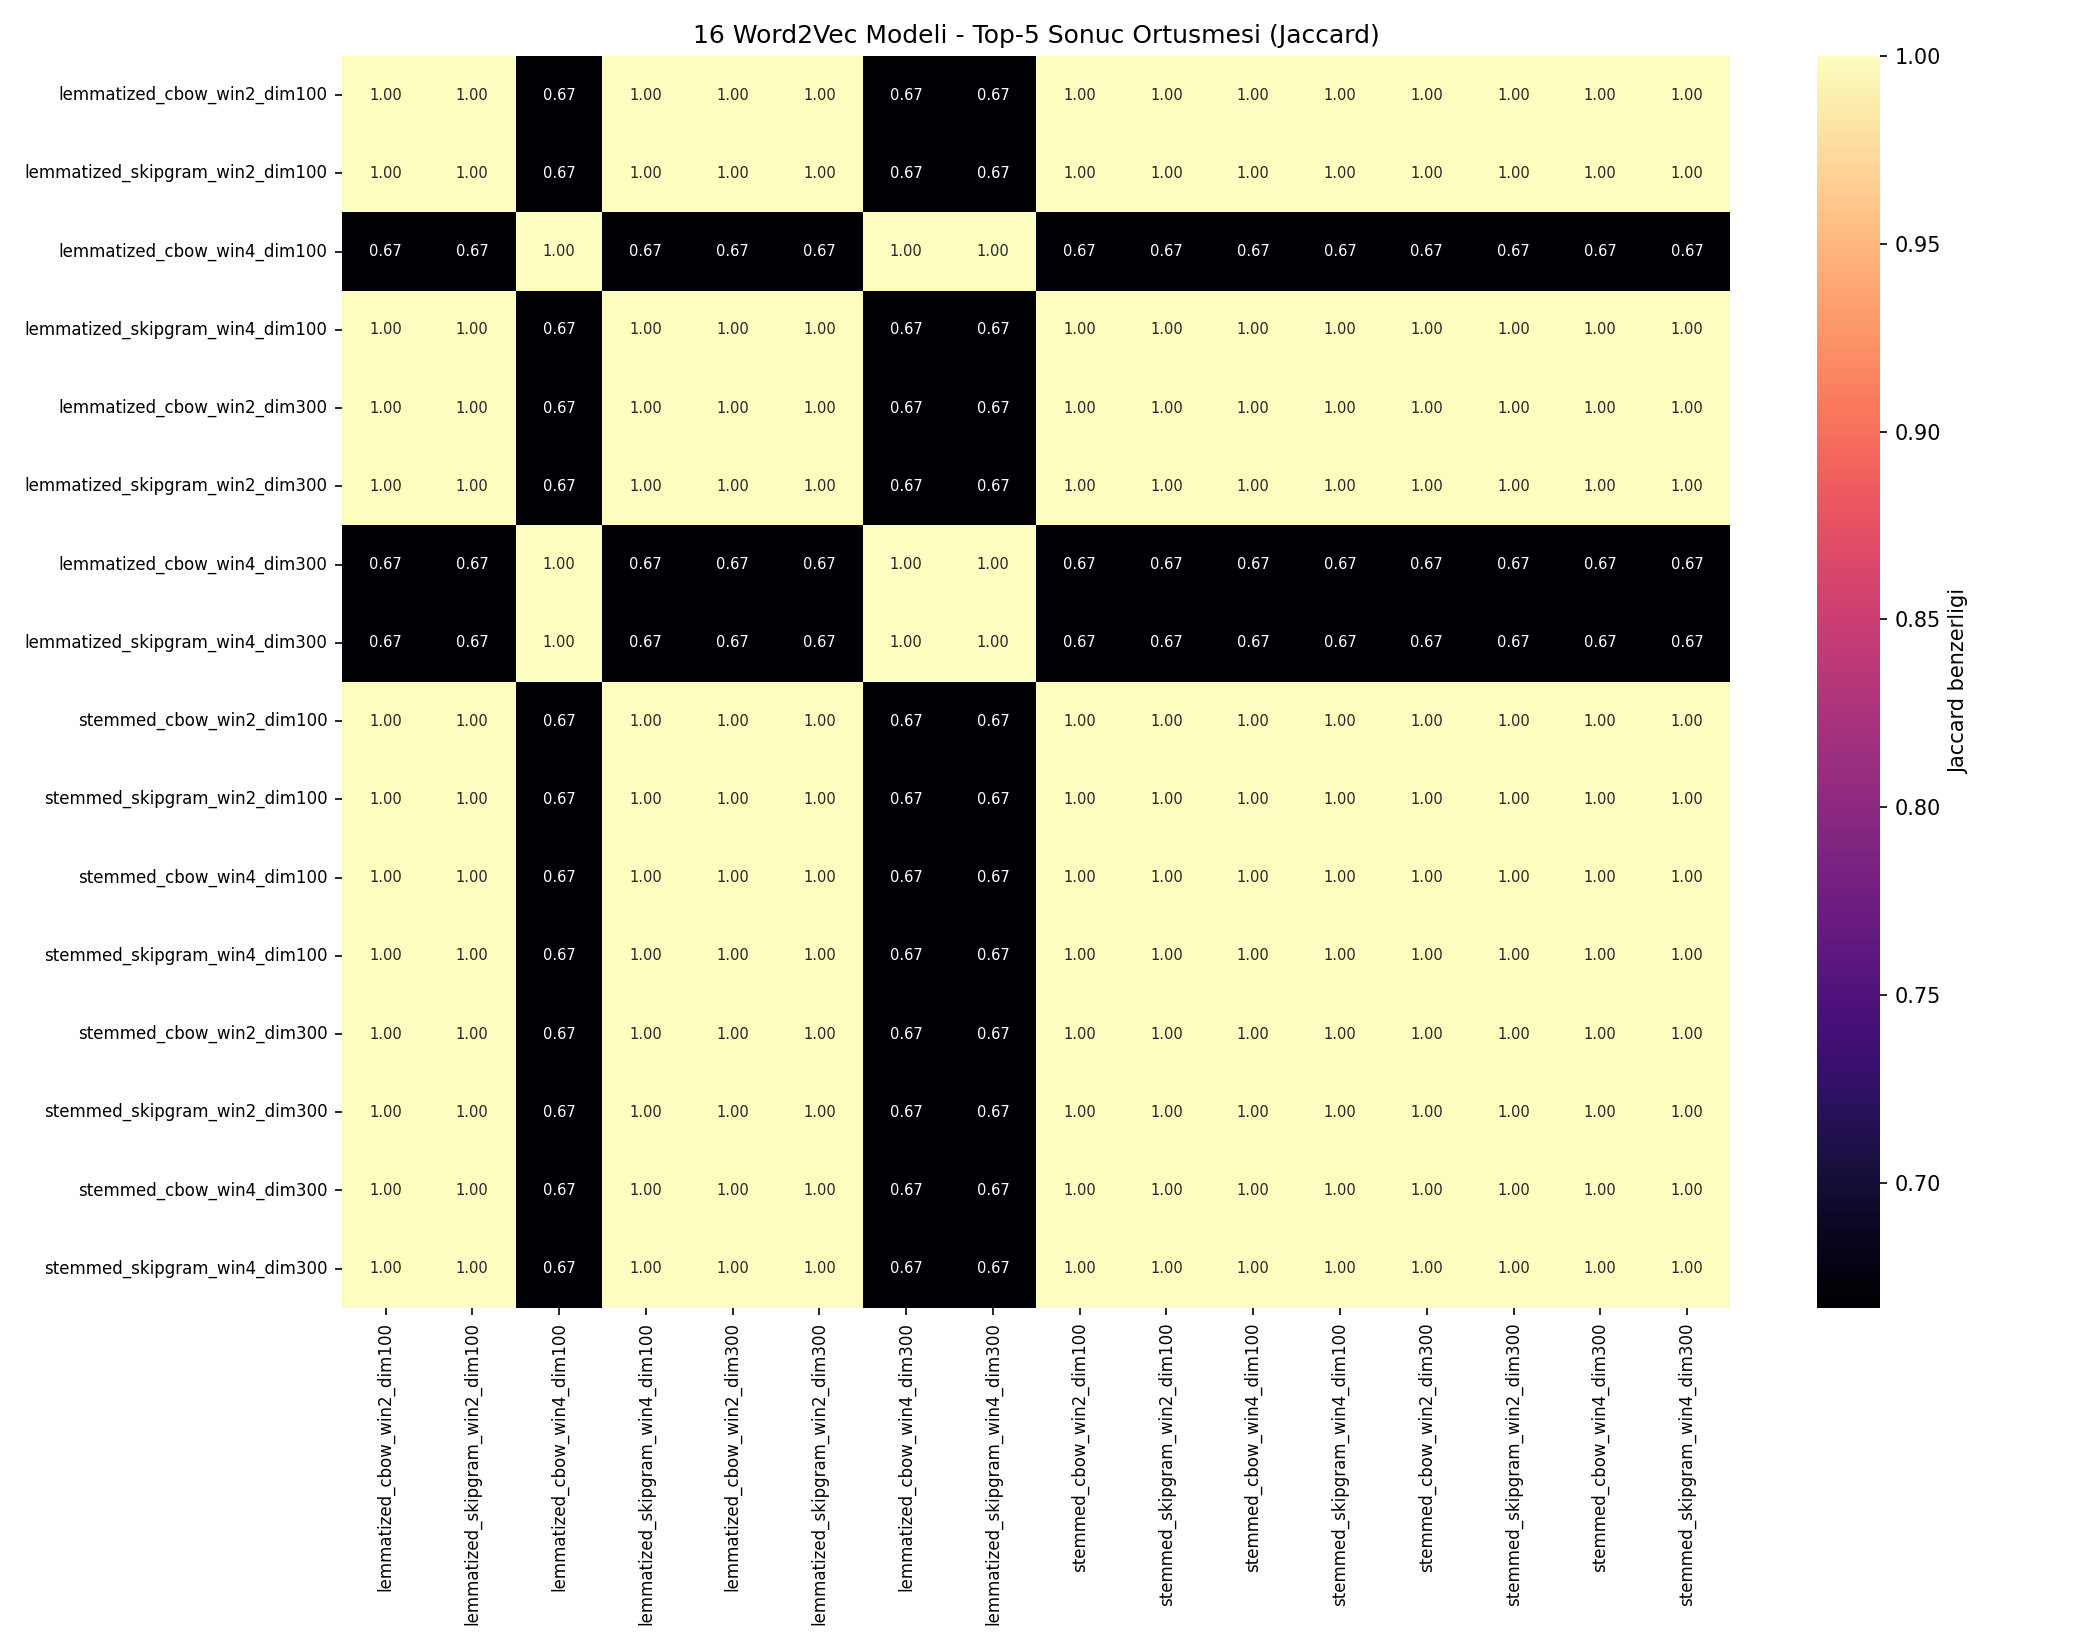 16 Word2Vec Modeli - Top-5 Sonuc Ortusmesi (Jaccard)
lemmatized_cbow_win2_dim100 1.00 1.00 0.67 1.00 1.00 1.00 0.67 0.67 1.00 1.00 1.00 1.00 1.00 1.00 1.00 1.00
lemmatized_skipgram_win2_dim100 1.00 1.00 0.67 1.00 1.00 1.00 0.67 0.67 1.00 1.00 1.00 1.00 1.00 1.00 1.00 1.00
lemmatized_cbow_win4_dim100 0.67 0.67 1.00 0.67 0.67 0.67 1.00 1.00 0.67 0.67 0.67 0.67 0.67 0.67 0.67 0.67
lemmatized_skipgram_win4_dim100 1.00 1.00 0.67 1.00 1.00 1.00 0.67 0.67 1.00 1.00 1.00 1.00 1.00 1.00 1.00 1.00
lemmatized_cbow_win2_dim300 1.00 1.00 0.67 1.00 1.00 1.00 0.67 0.67 1.00 1.00 1.00 1.00 1.00 1.00 1.00 1.00
lemmatized_skipgram_win2_dim300 1.00 1.00 0.67 1.00 1.00 1.00 0.67 0.67 1.00 1.00 1.00 1.00 1.00 1.00 1.00 1.00
lemmatized_cbow_win4_dim300 0.67 0.67 1.00 0.67 0.67 0.67 1.00 1.00 0.67 0.67 0.67 0.67 0.67 0.67 0.67 0.67
lemmatized_skipgram_win4_dim300 0.67 0.67 1.00 0.67 0.67 0.67 1.00 1.00 0.67 0.67 0.67 0.67 0.67 0.67 0.67 0.67
stemmed_cbow_win2_dim100 1.00 1.00 0.67 1.00 1.00 1.00 0.67 0.67 1.00 1.00 1.00 1.00 1.00 1.00 1.00 1.00
stemmed_skipgram_win2_dim100 1.00 1.00 0.67 1.00 1.00 1.00 0.67 0.67 1.00 1.00 1.00 1.00 1.00 1.00 1.00 1.00
stemmed_cbow_win4_dim100 1.00 1.00 0.67 1.00 1.00 1.00 0.67 0.67 1.00 1.00 1.00 1.00 1.00 1.00 1.00 1.00
stemmed_skipgram_win4_dim100 1.00 1.00 0.67 1.00 1.00 1.00 0.67 0.67 1.00 1.00 1.00 1.00 1.00 1.00 1.00 1.00
stemmed_cbow_win2_dim300 1.00 1.00 0.67 1.00 1.00 1.00 0.67 0.67 1.00 1.00 1.00 1.00 1.00 1.00 1.00 1.00
stemmed_skipgram_win2_dim300 1.00 1.00 0.67 1.00 1.00 1.00 0.67 0.67 1.00 1.00 1.00 1.00 1.00 1.00 1.00 1.00
stemmed_cbow_win4_dim300 1.00 1.00 0.67 1.00 1.00 1.00 0.67 0.67 1.00 1.00 1.00 1.00 1.00 1.00 1.00 1.00
stemmed_skipgram_win4_dim300 1.00 1.00 0.67 1.00 1.00 1.00 0.67 0.67 1.00 1.00 1.00 1.00 1.00 1.00 1.00 1.00
lemmatized_cbow_win2_dim100
lemmatized_skipgram_win2_dim100
lemmatized_cbow_win4_dim100
lemmatized_skipgram_win4_dim100
lemmatized_cbow_win2_dim300
lemmatized_skipgram_win2_dim300
lemmatized_cbow_win4_dim300
lemmatized_skipgram_win4_dim300
stemmed_cbow_win2_dim100
stemmed_skipgram_win2_dim100
stemmed_cbow_win4_dim100
stemmed_skipgram_win4_dim100
stemmed_cbow_win2_dim300
stemmed_skipgram_win2_dim300
stemmed_cbow_win4_dim300
stemmed_skipgram_win4_dim300
1.00
0.95
0.90
0.85
0.80
0.75
0.70
Jaccard benzerligi